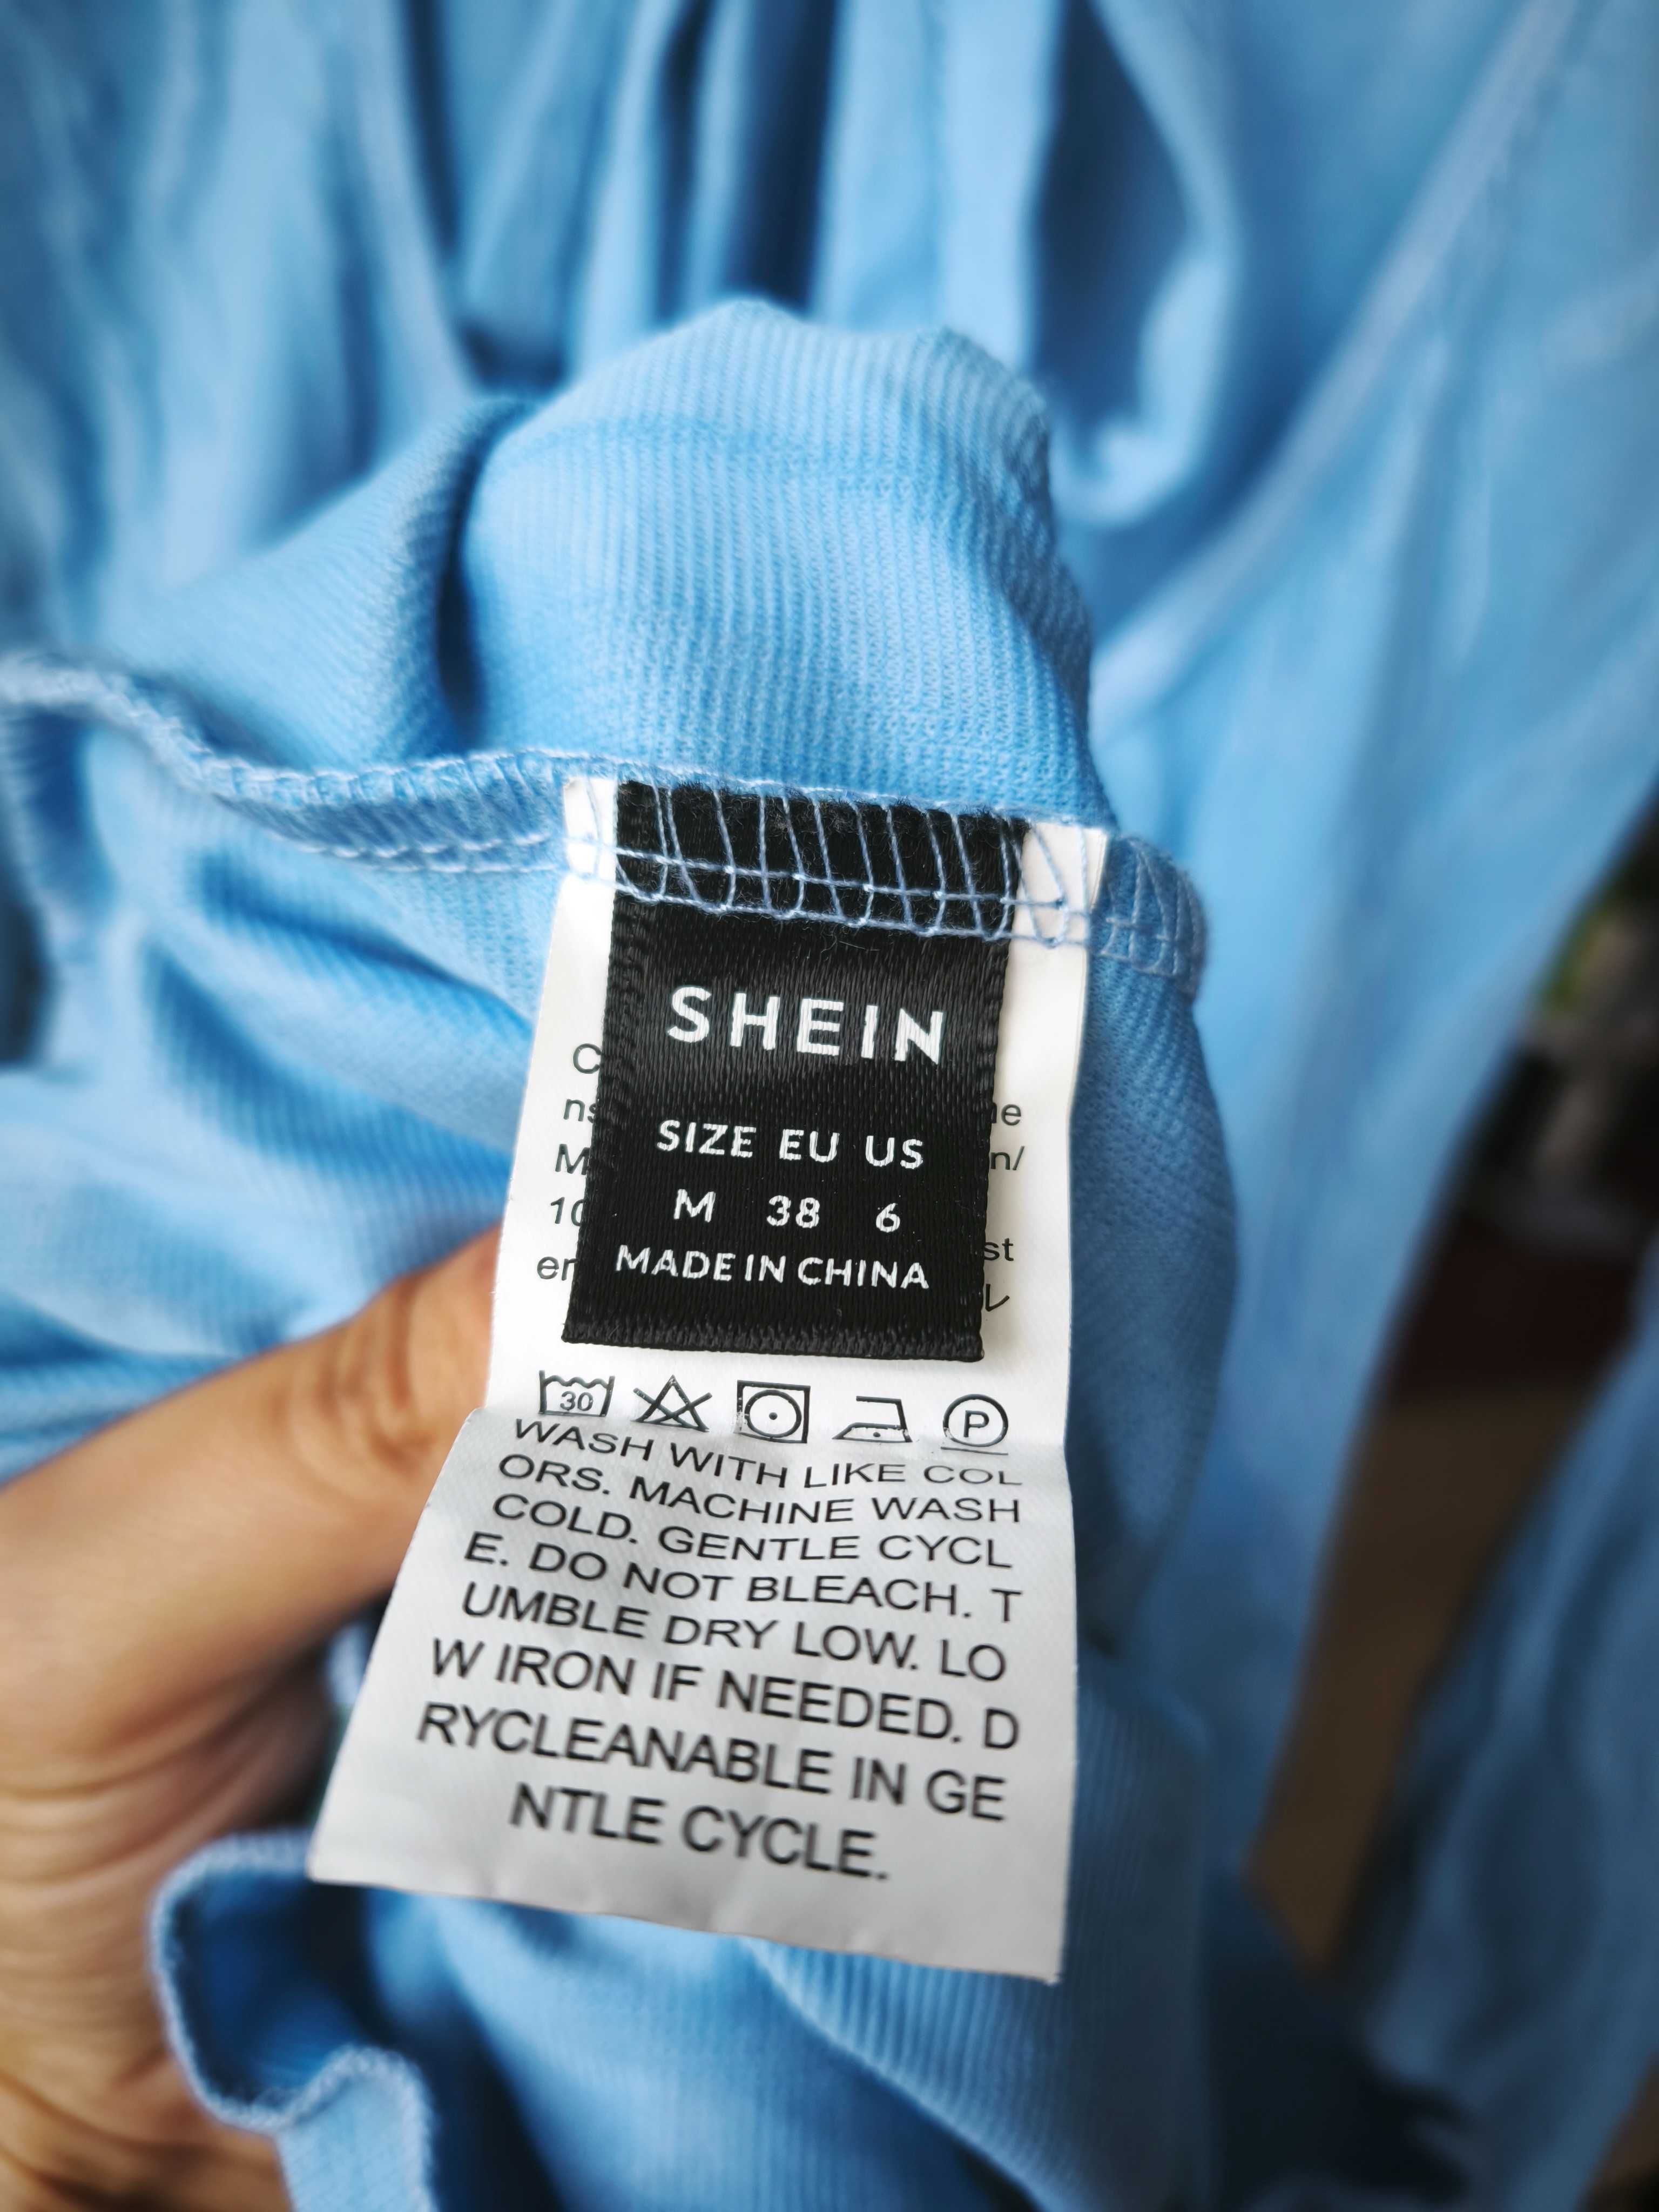 SHEIN
SIZE EU US
M 38 6
MADE IN CHINA
30
P
WASH WITH LIKE COL
ORS. MACHINE WASH
COLD. GENTLE CYCL
E. DO NOT BLEACH. T
UMBLE DRY LOW. LO
W IRON IF NEEDED. D
RYCLEANABLE IN GE
NTLE CYCLE.